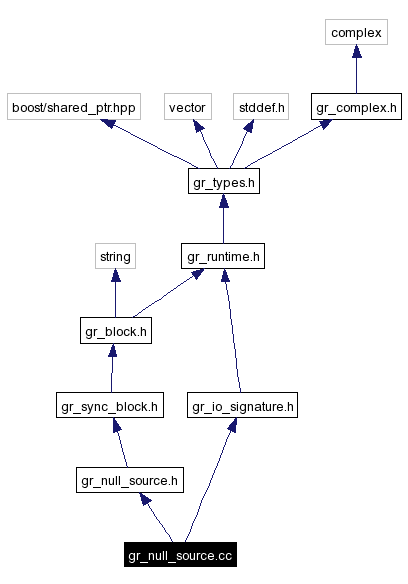 complex
boost/shared_ptr.hpp
vector
stddef.h
gr_complex.h
gr_types.h
string
gr_runtime.h
gr_block.h
gr_sync_block.h
gr_io_signature.h
gr_null_source.h
gr_null_source.cc